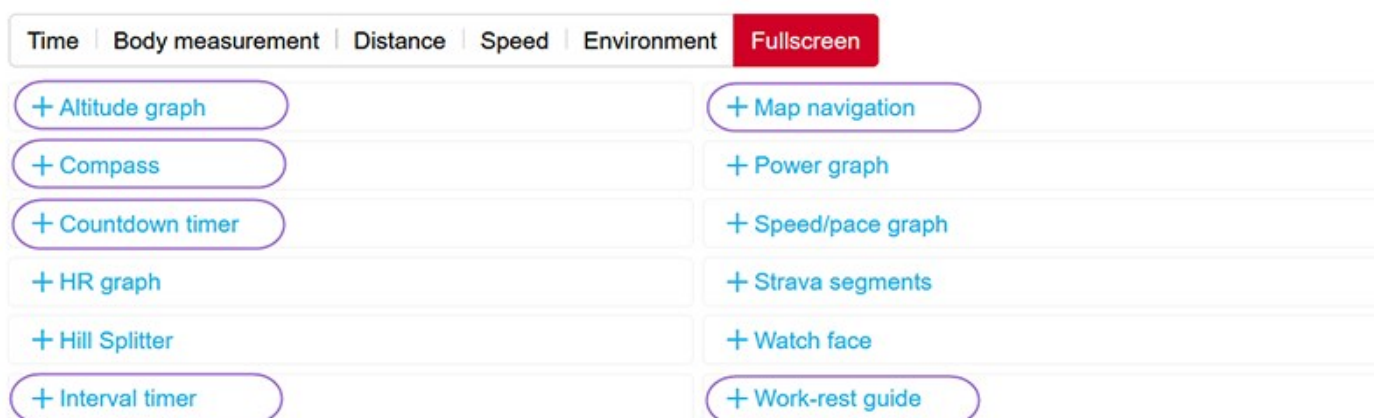 Time Body measurement Distance Speed Environment Fullscreen
+ Altitude graph
+ Compass
+ Countdown timer
+ HR graph
+ Hill Splitter
+ Interval timer
+ Map navigation
+ Power graph
+ Speed/pace graph
+ Strava segments
+ Watch face
+ Work-rest guide